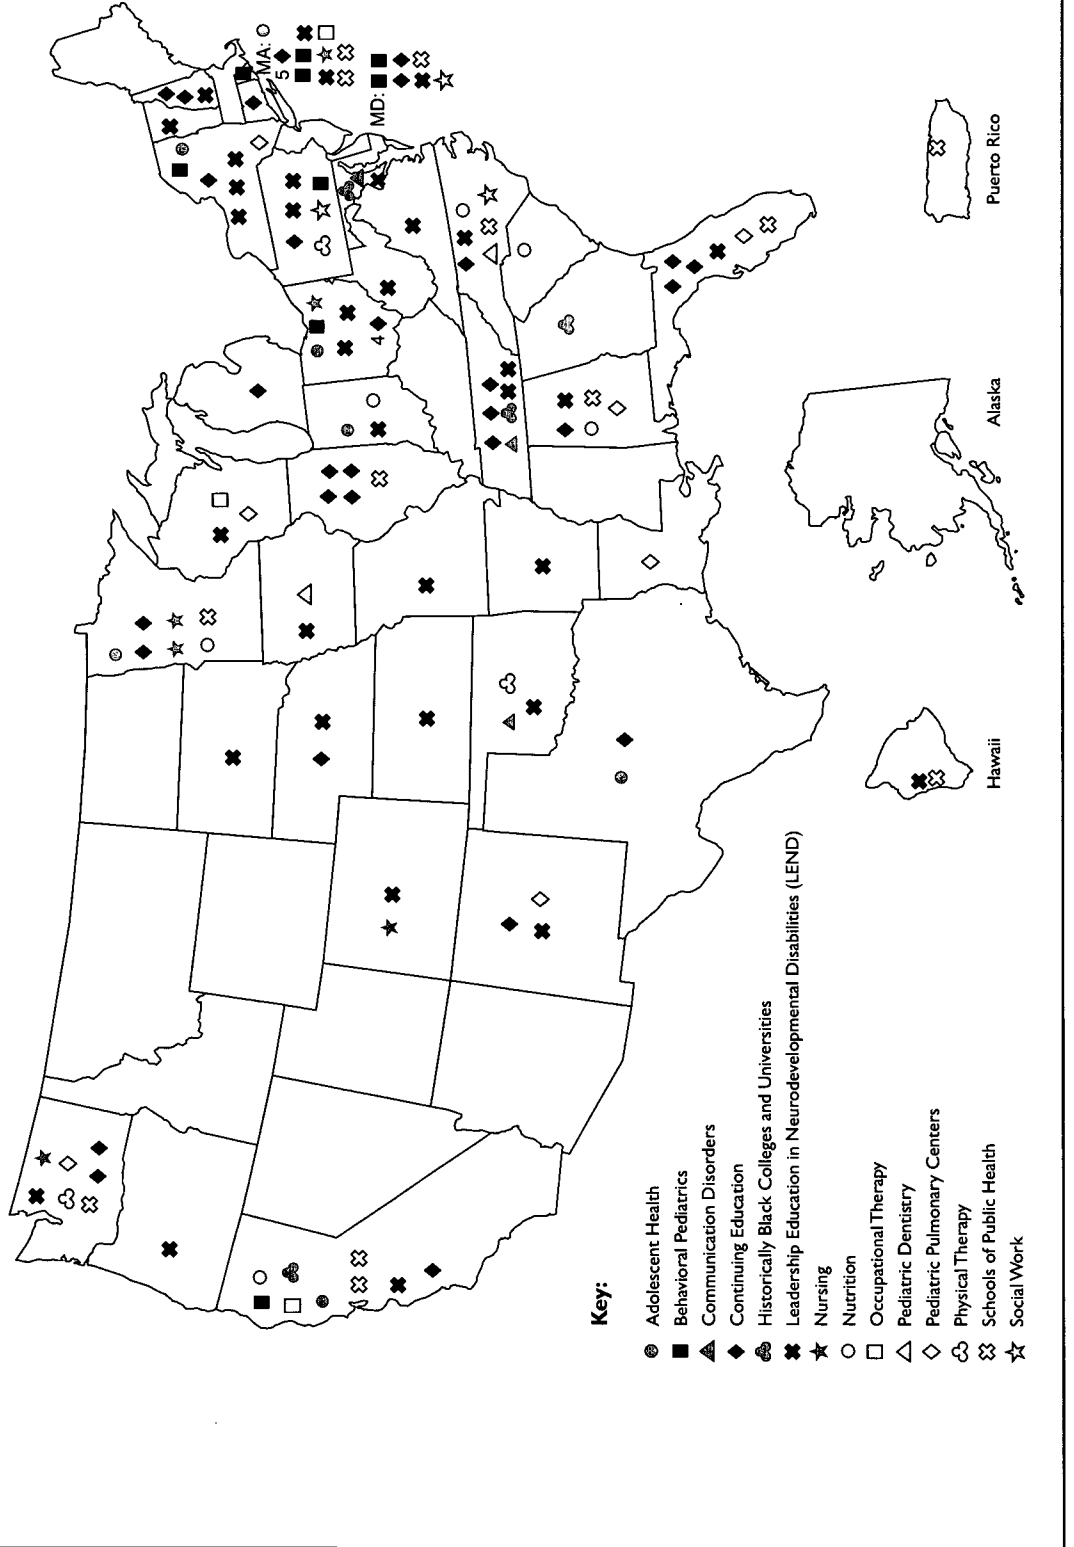 MA:
5
MD:
4
Puerto Rico
Alaska
Hawaii
Key:
Adolescent Health
Behavioral Pediatrics
Communication Disorders
Continuing Education
Historically Black Colleges and Universities
Leadership Education in Neurodevelopmental Disabilities (LEND)
Nursing
Nutrition
Occupational Therapy
Pediatric Dentistry
Pediatric Pulmonary Centers
Physical Therapy
Schools of Public Health
Social Work